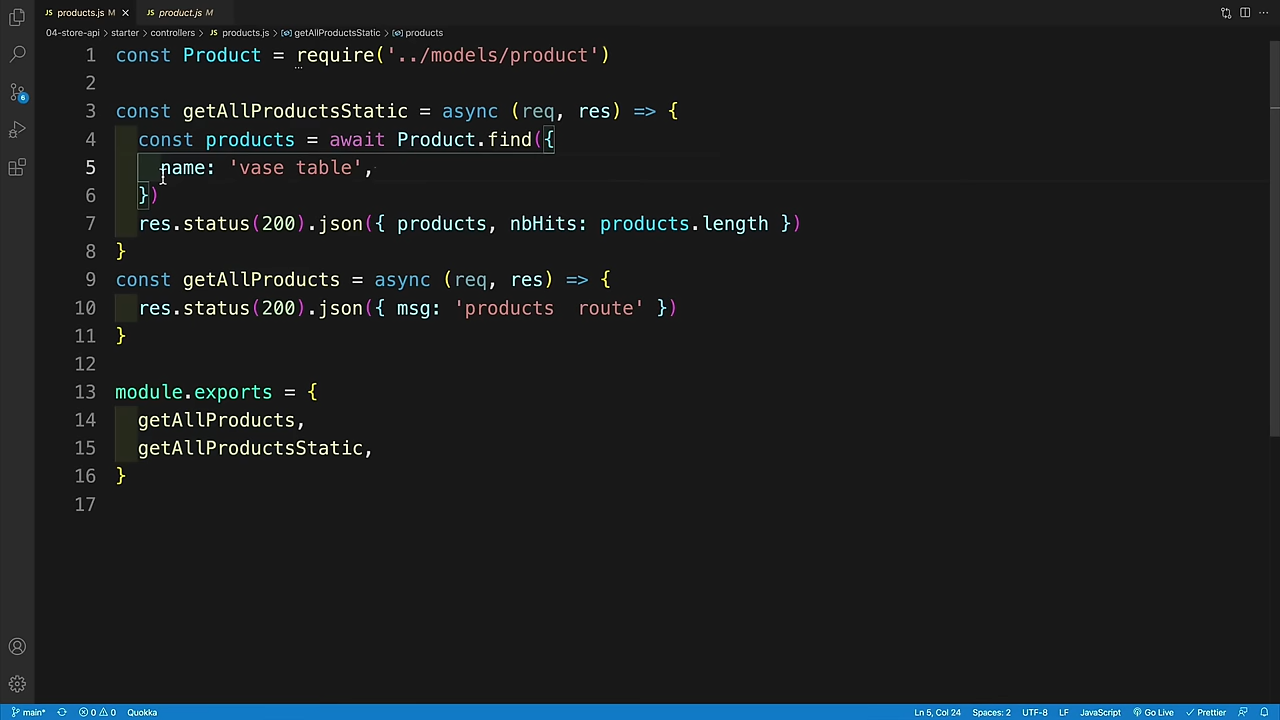 JS products.js M × JS product.js M ...
04-store-api › starter › controllers › JS products.js › getAllProductsStatic › products
1 const Product = require('../models/product')
2
3 const getAllProductsStatic = async (req, res) => {
4   const products = await Product.find({
5     name: 'vase table',
6   })
7   res.status(200).json({ products, nbHits: products.length })
8 }
9 const getAllProducts = async (req, res) => {
10   res.status(200).json({ msg: 'products  route' })
11 }
12
13 module.exports = {
14   getAllProducts,
15   getAllProductsStatic,
16 }
17
6
main* 0 0 Quokka Ln 5, Col 24 Spaces: 2 UTF-8 LF JavaScript Go Live Prettier